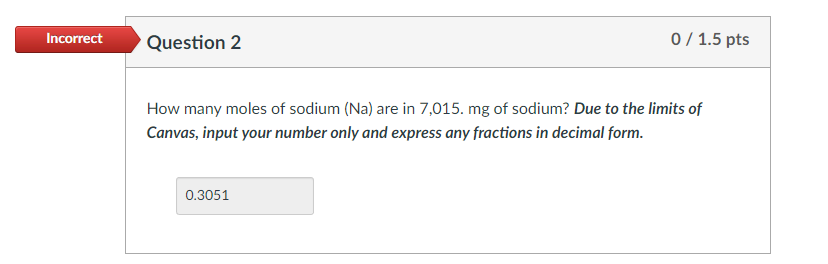 Incorrect
Question 2
0 / 1.5 pts
How many moles of sodium (Na) are in 7,015. mg of sodium? Due to the limits of
Canvas, input your number only and express any fractions in decimal form.
0.3051